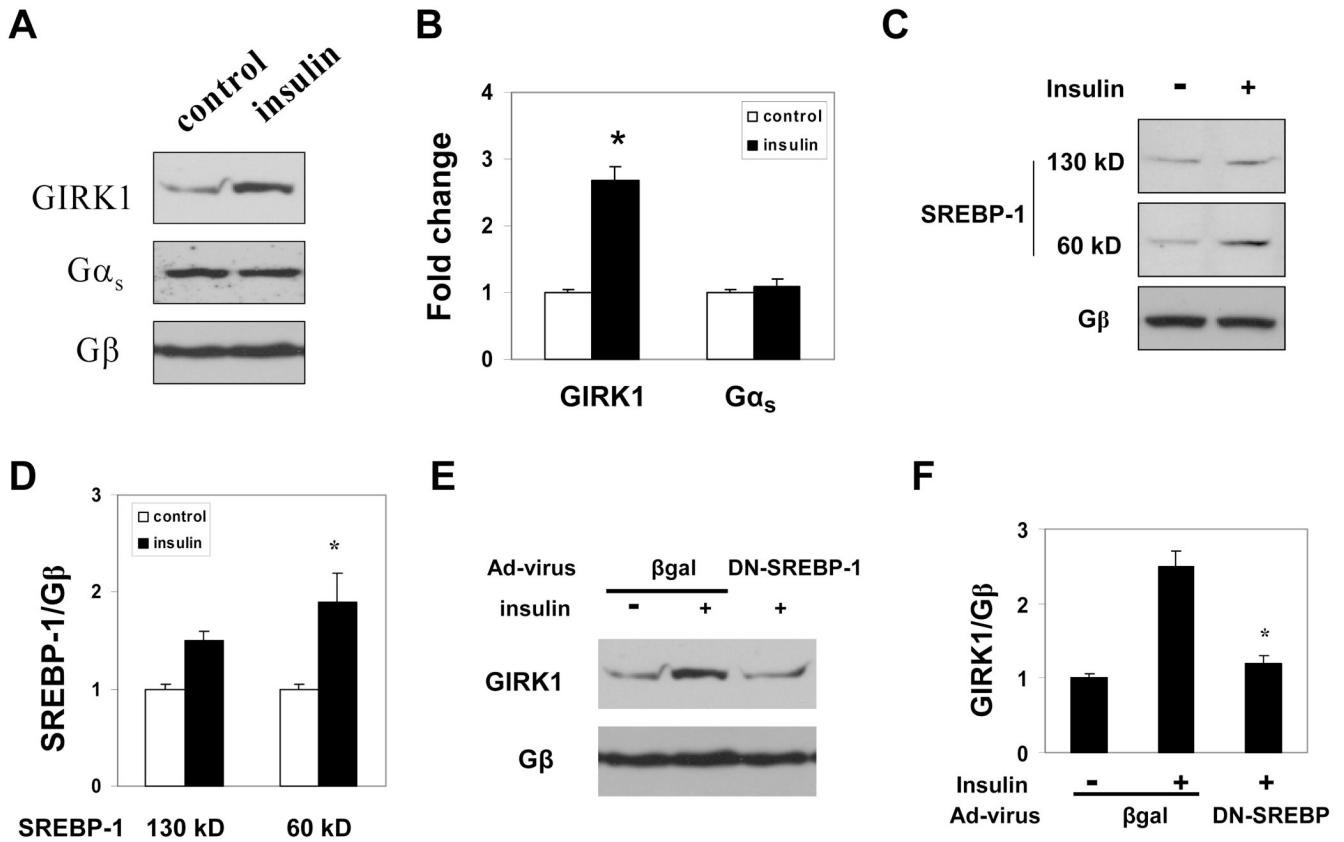 A
control
insulin
GIRK1
Gαs
Gβ
B
Fold change
4
3
2
1
0
*
control
insulin
GIRK1
Gαs
C
Insulin - +
130 kD
SREBP-1
60 kD
Gβ
D
SREBP-1/Gβ
3
2
1
0
control
insulin
*
SREBP-1 130 kD 60 kD
E
Ad-virus βgal DN-SREBP-1
insulin - + +
GIRK1
Gβ
F
GIRK1/Gβ
3
2
1
0
*
Insulin - + +
Ad-virus βgal DN-SREBP